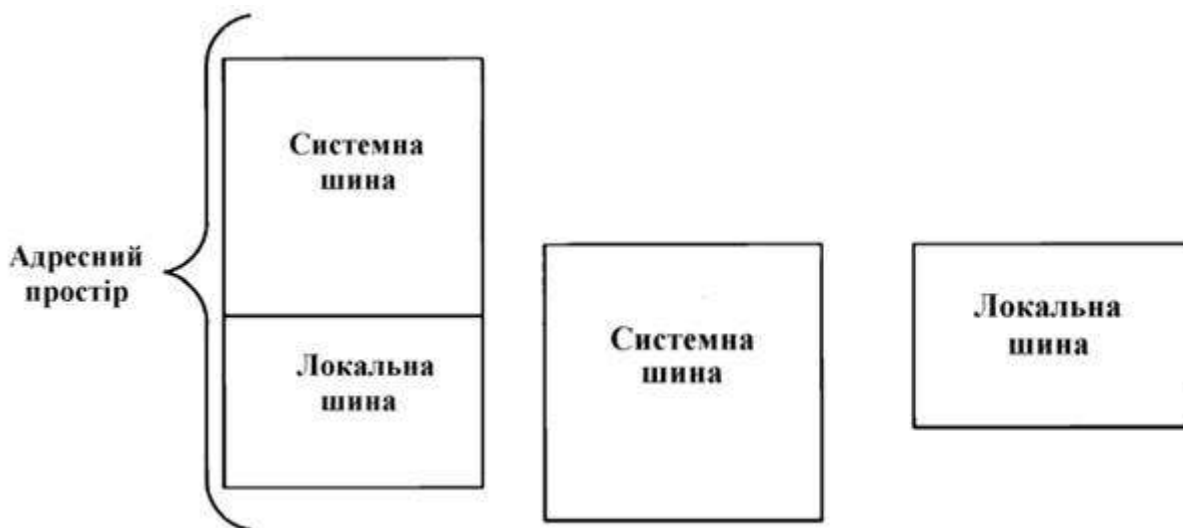 Системна
шина
Адресний
простір
Локальна
шина
Системна
шина
Локальна
шина